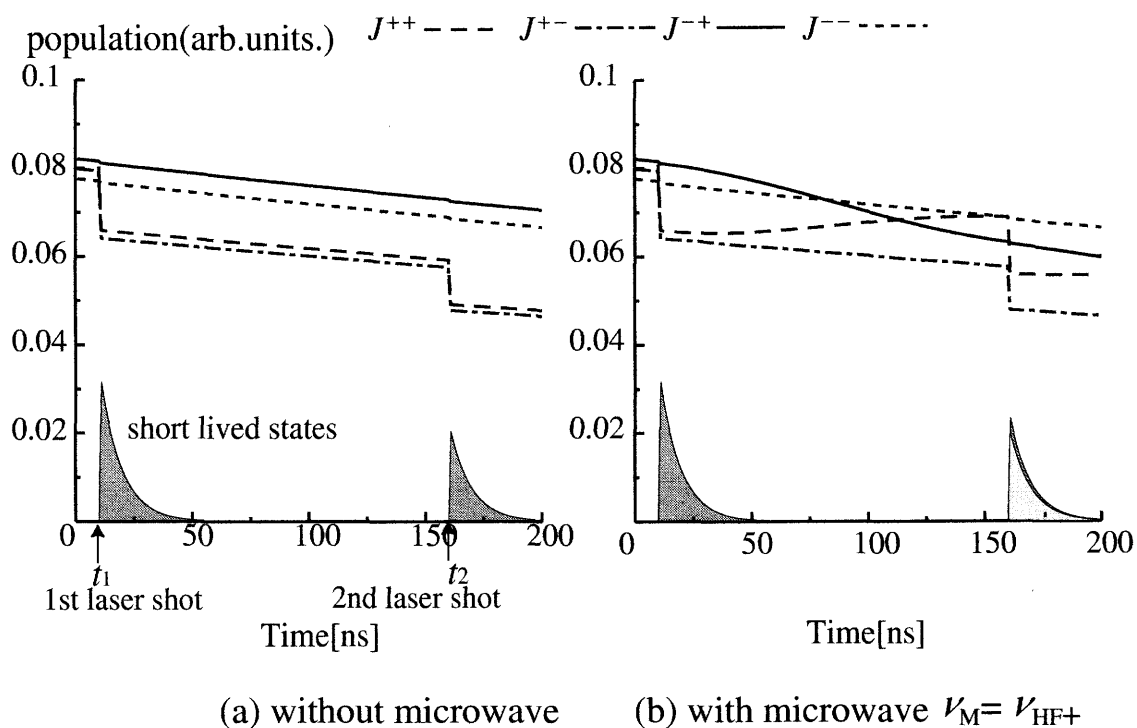 population(arb.units.) J++ J+- J-+ J--
0.1 0.1
0.08 0.08
0.06 0.06
0.04 0.04
0.02 0.02
short lived states
0 50 100 150 200 0 50 100 150 200
t1 t2
1st laser shot 2nd laser shot
Time[ns] Time[ns]
(a) without microwave (b) with microwave νM= νHF+